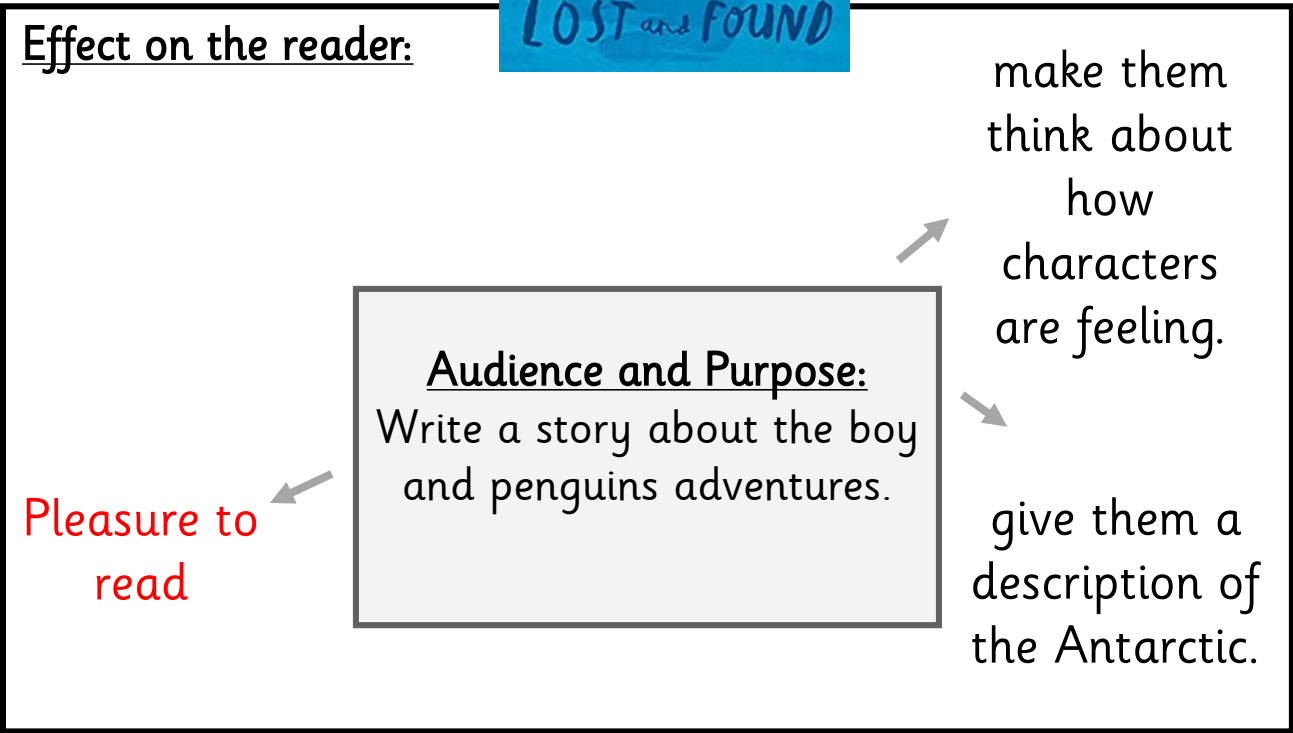 Effect on the reader:
LOST and FOUND
make them
think about
how
characters
are feeling.
Audience and Purpose:
Write a story about the boy
and penguins adventures.
Pleasure to
read
give them a
description of
the Antarctic.